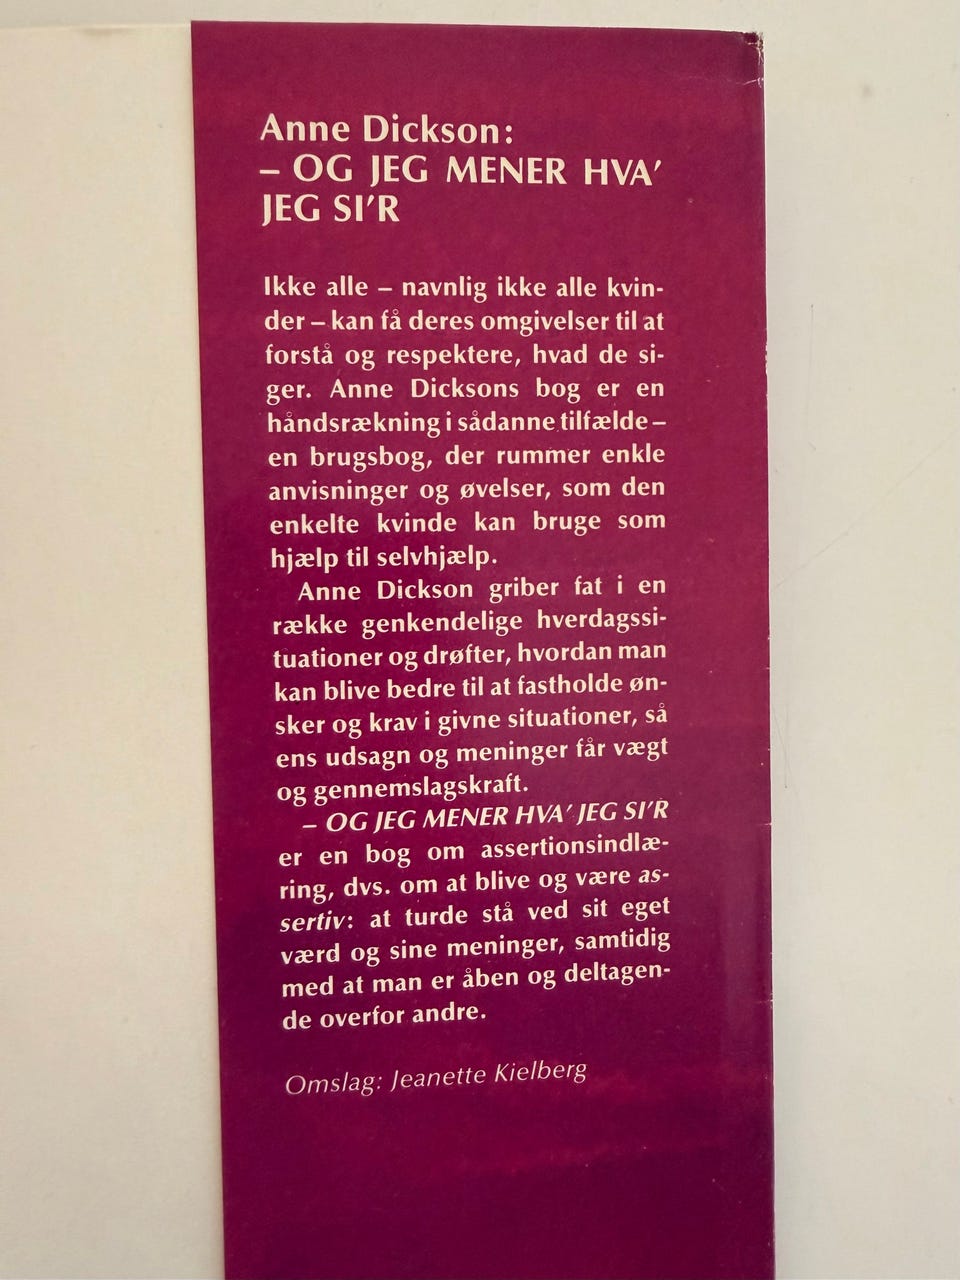 Anne Dickson:
– OG JEG MENER HVA’
JEG SI’R
Ikke alle – navnlig ikke alle kvin-
der – kan få deres omgivelser til at
forstå og respektere, hvad de si-
ger. Anne Dicksons bog er en
håndsrækning i sådanne tilfælde –
en brugsbog, der rummer enkle
anvisninger og øvelser, som den
enkelte kvinde kan bruge som
hjælp til selvhjælp.
Anne Dickson griber fat i en
række genkendelige hverdagssi-
tuationer og drøfter, hvordan man
kan blive bedre til at fastholde øn-
sker og krav i givne situationer, så
ens udsagn og meninger får vægt
og gennemslagskraft.
– OG JEG MENER HVA’ JEG SI’R
er en bog om assertionsindlæ-
ring, dvs. om at blive og være as-
sertiv: at turde stå ved sit eget
værd og sine meninger, samtidig
med at man er åben og deltagen-
de overfor andre.
Omslag: Jeanette Kielberg